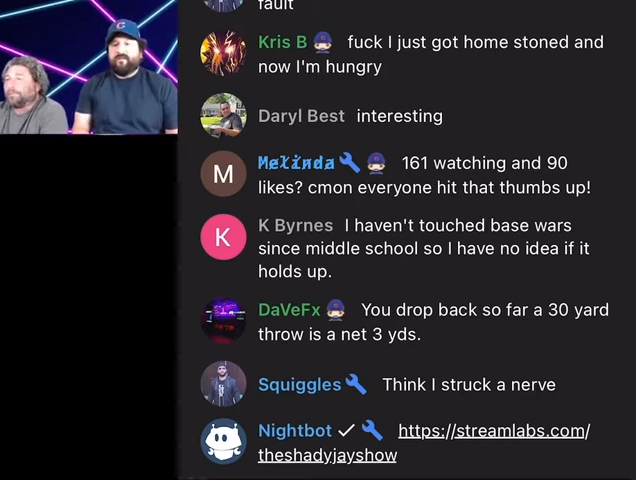 fault
Kris B fuck I just got home stoned and
now I'm hungry
Daryl Best interesting
Melinda 161 watching and 90
likes? cmon everyone hit that thumbs up!
M
K Byrnes I haven't touched base wars
since middle school so I have no idea if it
holds up.
K
DaVeFx You drop back so far a 30 yard
throw is a net 3 yds.
Squiggles Think I struck a nerve
Nightbot https://streamlabs.com/
theshadyjayshow